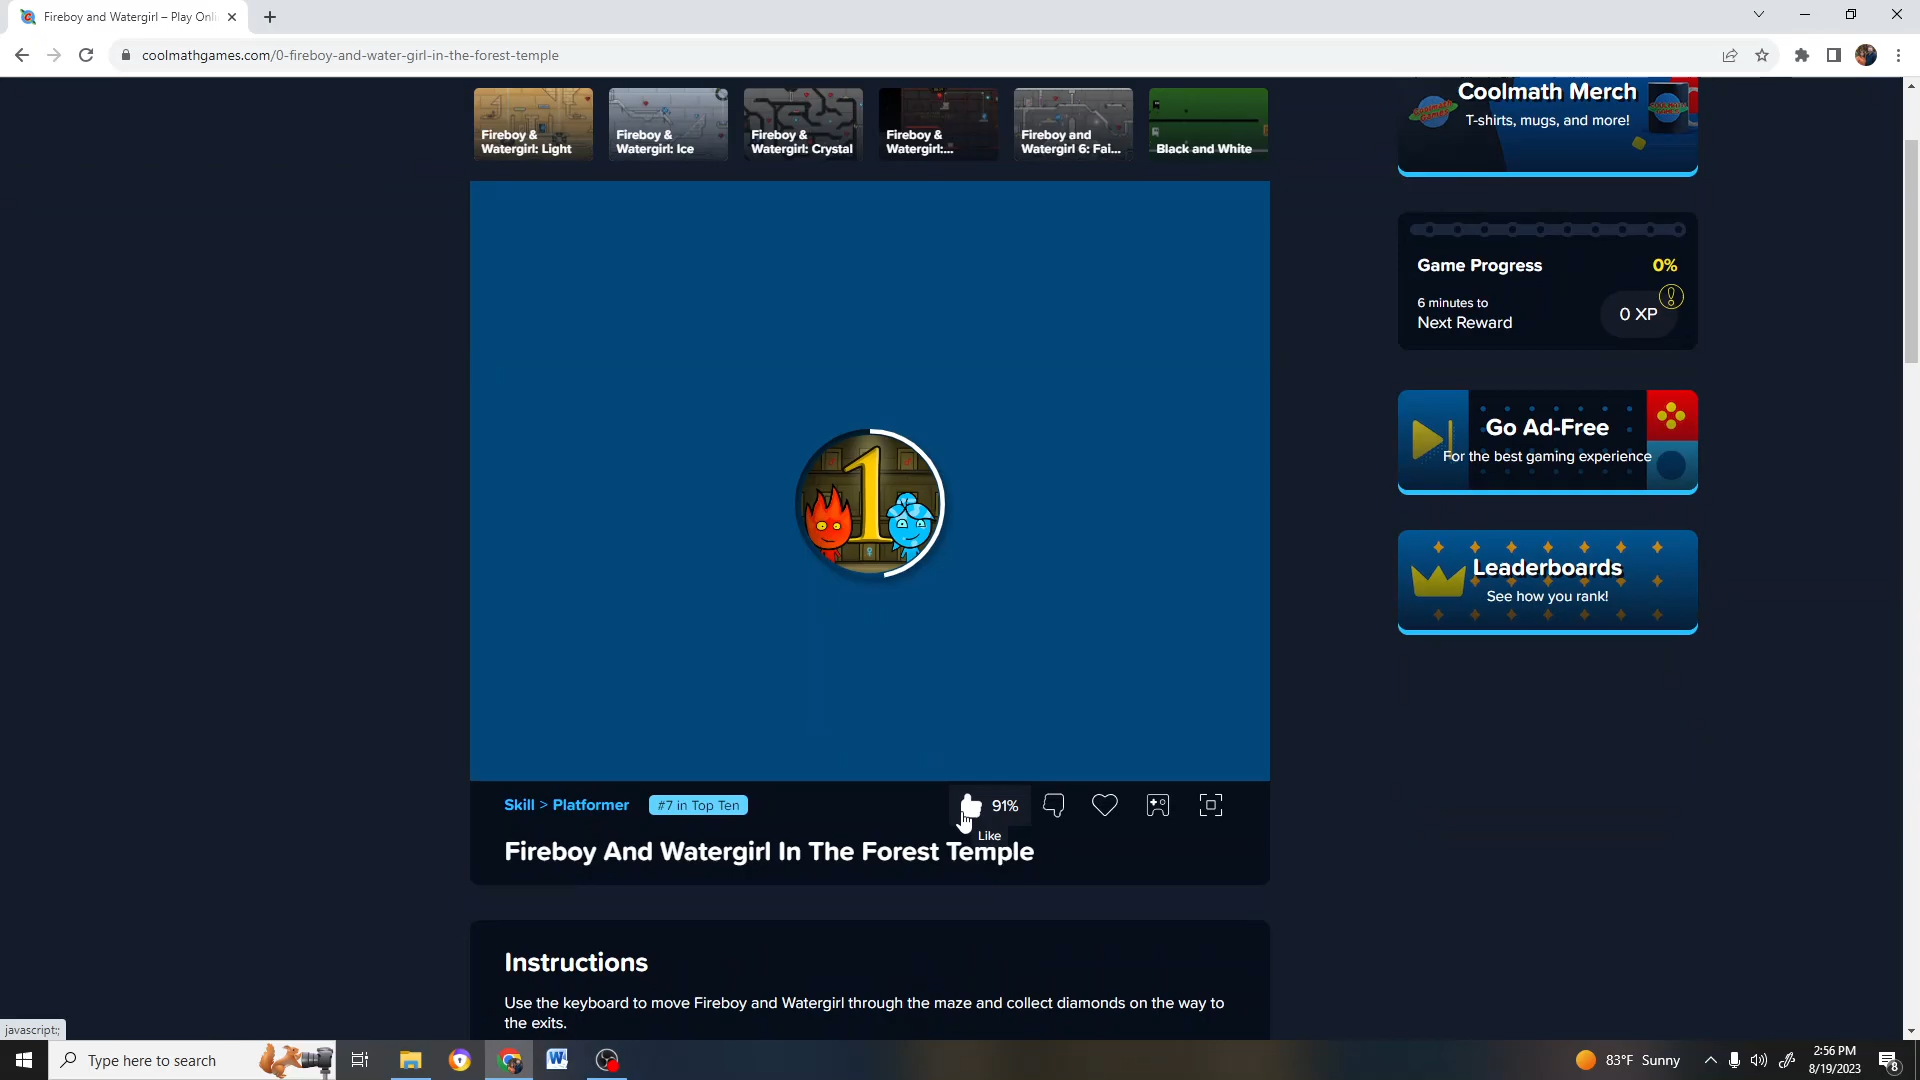 Fireboy and Watergirl – Play Onli
coolmathgames.com/0-fireboy-and-water-girl-in-the-forest-temple
Fireboy &
Watergirl: Light
Fireboy &
Watergirl: Ice
Fireboy &
Watergirl: Crystal
Fireboy &
Watergirl:...
Fireboy and
Watergirl 6: Fai...
Black and White
Coolmath Merch
T-shirts, mugs, and more!
Game Progress
0%
6 minutes to
Next Reward
0 XP
Go Ad-Free
For the best gaming experience
Leaderboards
See how you rank!
1
Skill > Platformer
#7 in Top Ten
91%
Like
Fireboy And Watergirl In The Forest Temple
Instructions
Use the keyboard to move Fireboy and Watergirl through the maze and collect diamonds on the way to
the exits.
javascript:;
Type here to search
83°F Sunny
2:56 PM
8/19/2023
8